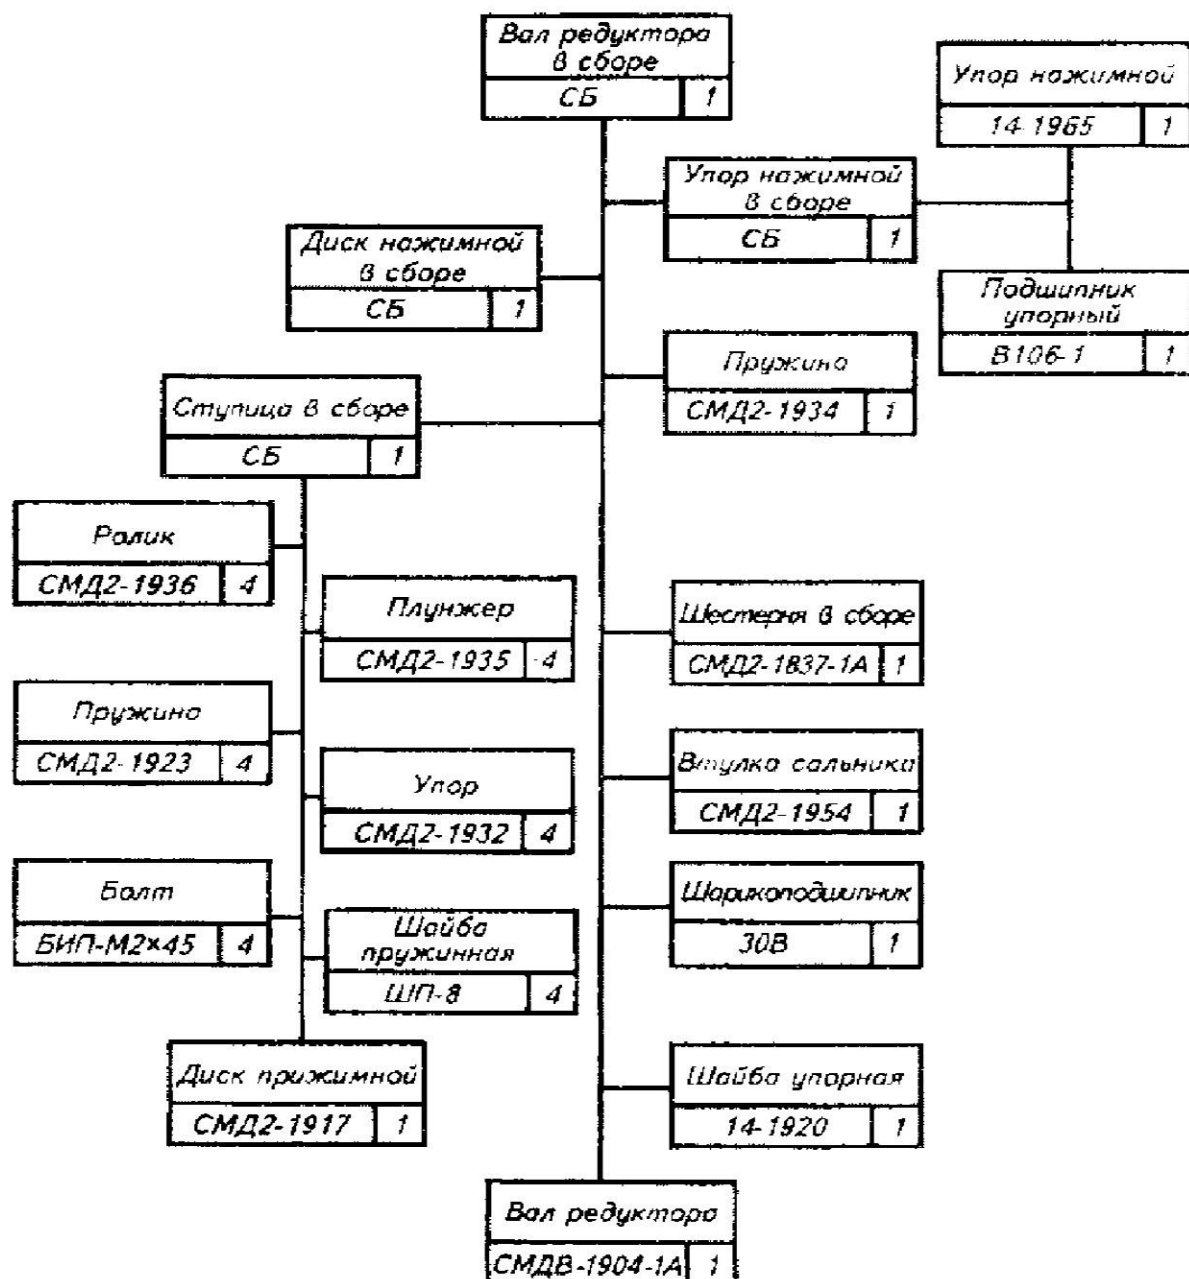 Вал редуктора
в сборе
СБ 1
Упор нажимной
14-1965 1
Упор нажимной
в сборе
СБ 1
Диск нажимной
в сборе
СБ 1
Подшипник
упорный
В106-1 1
Пружина
СМД2-1934 1
Ступица в сборе
СБ 1
Ролик
СМД2-1936 4
Плунжер
СМД2-1935 4
Шестерня в сборе
СМД2-1837-1А 1
Пружина
СМД2-1923 4
Упор
СМД2-1932 4
Втулка сальника
СМД2-1954 1
Болт
БИП-М2×45 4
Шайба
пружинная
ШП-8 4
Шарикоподшипник
30В 1
Диск прижимной
СМД2-1917 1
Шайба упорная
14-1920 1
Вал редуктора
СМДВ-1904-1А 1